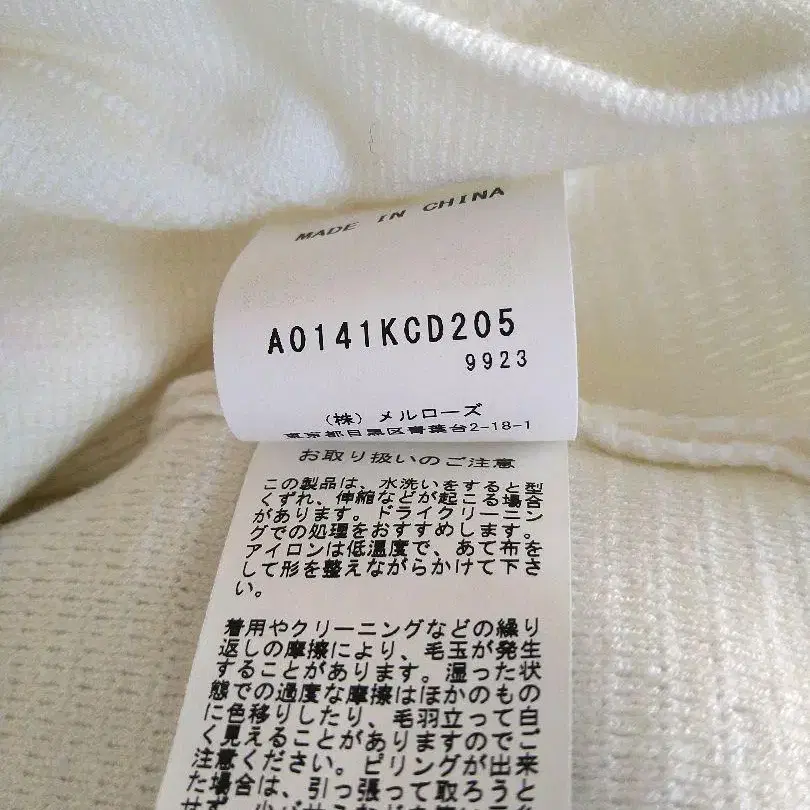 MADE IN CHINA
A0141KCD205
9923
(株) メルローズ
東京都目黒区青葉台2-18-1
お取り扱いのご注意
この製品は、水洗いをすると型
くずれ、伸縮などが起こる場合
があります。ドライクリーニン
グでの処理をおすすめします。
アイロンは低温度で、あて布を
して形を整えながらかけて下さ
い。
着用やクリーニングなどの繰り
返しの摩擦により、毛玉が発生
することがあります。湿った状
態での過度な摩擦はほかのもの
に色移りしたり、毛羽立って白
く見えることがありますのでご
注意ください。ピリングが出来
た場合は、引っ張って取ろうと
せず、